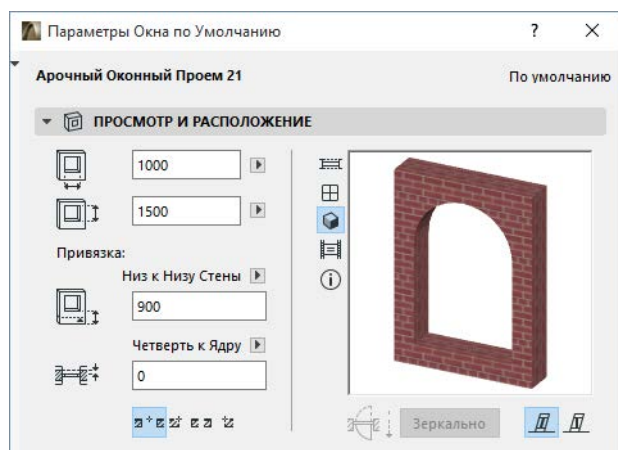 Параметры Окна по Умолчанию ?
Арочный Оконный Проем 21 По умолчанию
ПРОСМОТР И РАСПОЛОЖЕНИЕ
1000
1500
Привязка:
Низ к Низу Стены
900
Четверть к Ядру
0
Зеркально